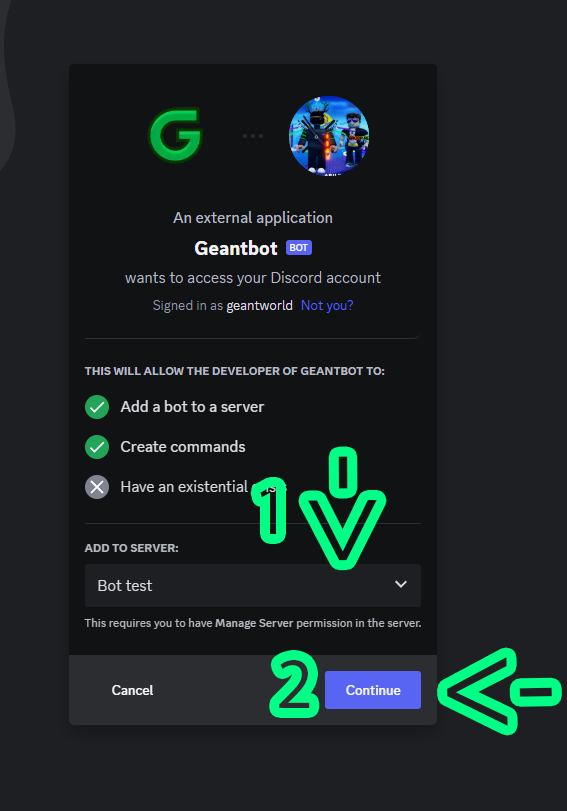 G
An external application
Geantbot BOT
wants to access your Discord account
Signed in as geantworld Not you?
THIS WILL ALLOW THE DEVELOPER OF GEANTBOT TO:
Add a bot to a server
Create commands
Have an existential
1
ADD TO SERVER:
Bot test
This requires you to have Manage Server permission in the server.
Cancel
2
Continue